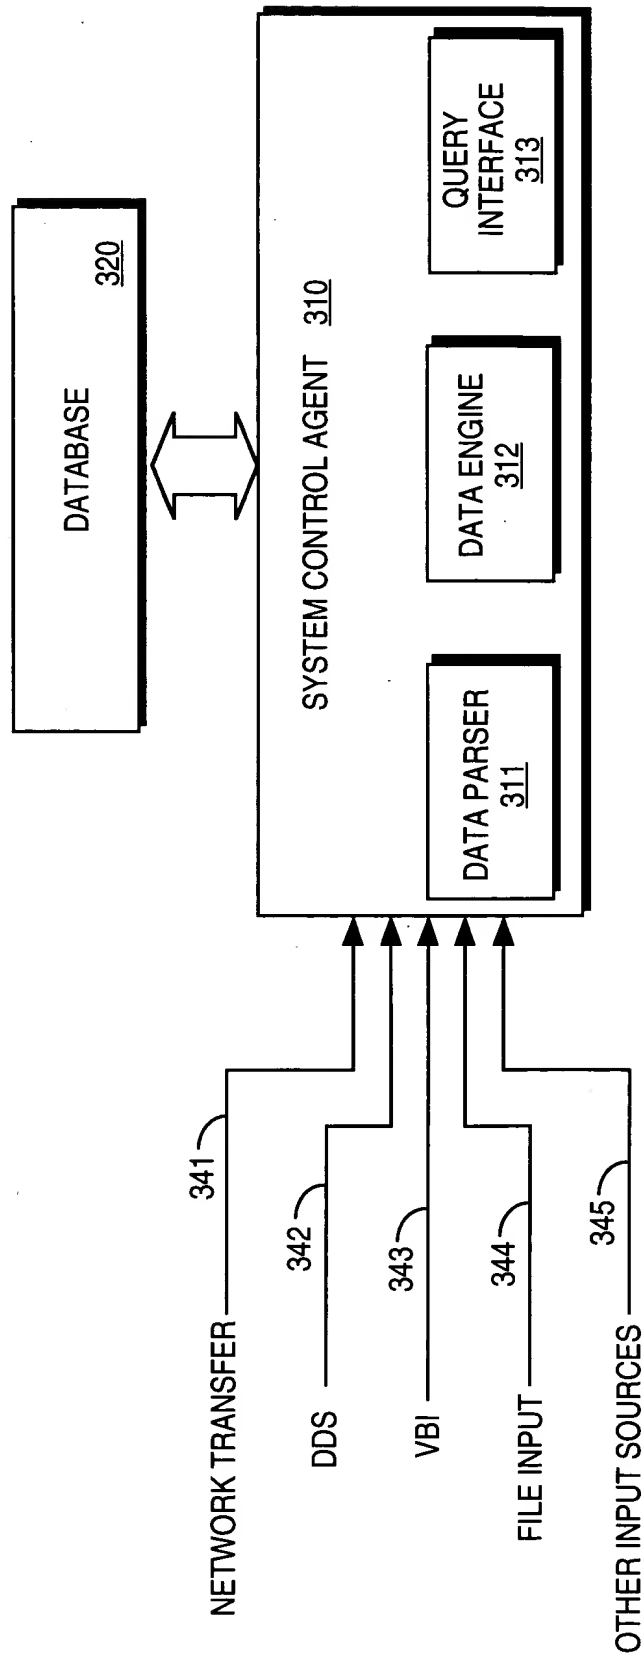 DATABASE
320
SYSTEM CONTROL AGENT 310
DATA PARSER
311
DATA ENGINE
312
QUERY
INTERFACE
313
NETWORK TRANSFER
341
DDS
342
VBI
343
FILE INPUT
344
OTHER INPUT SOURCES
345